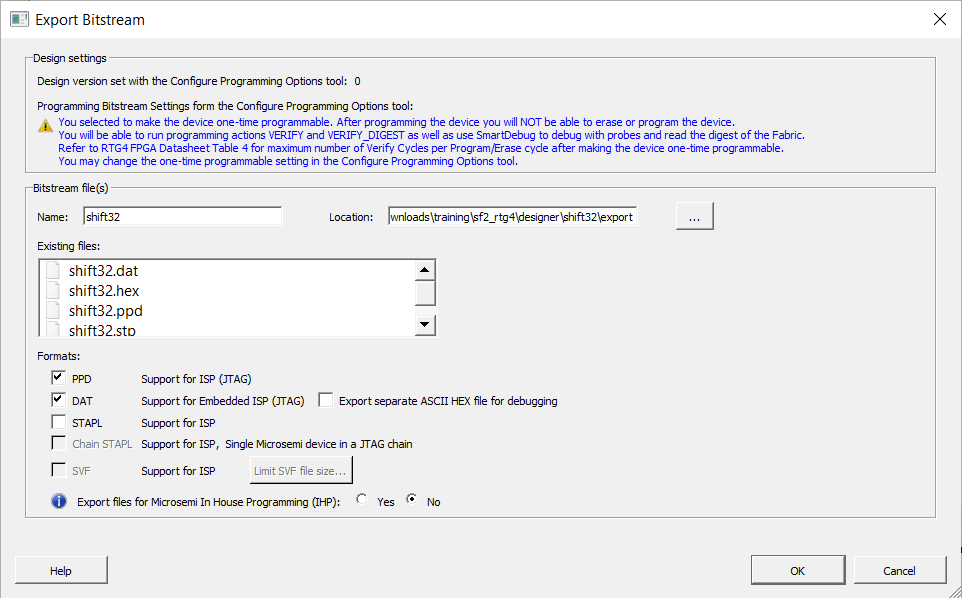 Export Bitstream
Design settings
Design version set with the Configure Programming Options tool: 0
Programming Bitstream Settings form the Configure Programming Options tool:
You selected to make the device one-time programmable. After programming the device you will NOT be able to erase or program the device.
You will be able to run programming actions VERIFY and VERIFY_DIGEST as well as use SmartDebug to debug with probes and read the digest of the Fabric.
Refer to RTG4 FPGA Datasheet Table 4 for maximum number of Verify Cycles per Program/Erase cycle after making the device one-time programmable.
You may change the one-time programmable setting in the Configure Programming Options tool.
Bitstream file(s)
Name: shift32 Location: wnloads\training\sf2_rtg4\designer\shift32\export ...
Existing files:
shift32.dat
shift32.hex
shift32.ppd
shift32.stp
Formats:
PPD Support for ISP (JTAG)
DAT Support for Embedded ISP (JTAG) Export separate ASCII HEX file for debugging
STAPL Support for ISP
Chain STAPL Support for ISP, Single Microsemi device in a JTAG chain
SVF Support for ISP Limit SVF file size...
Export files for Microsemi In House Programming (IHP): Yes No
Help OK Cancel